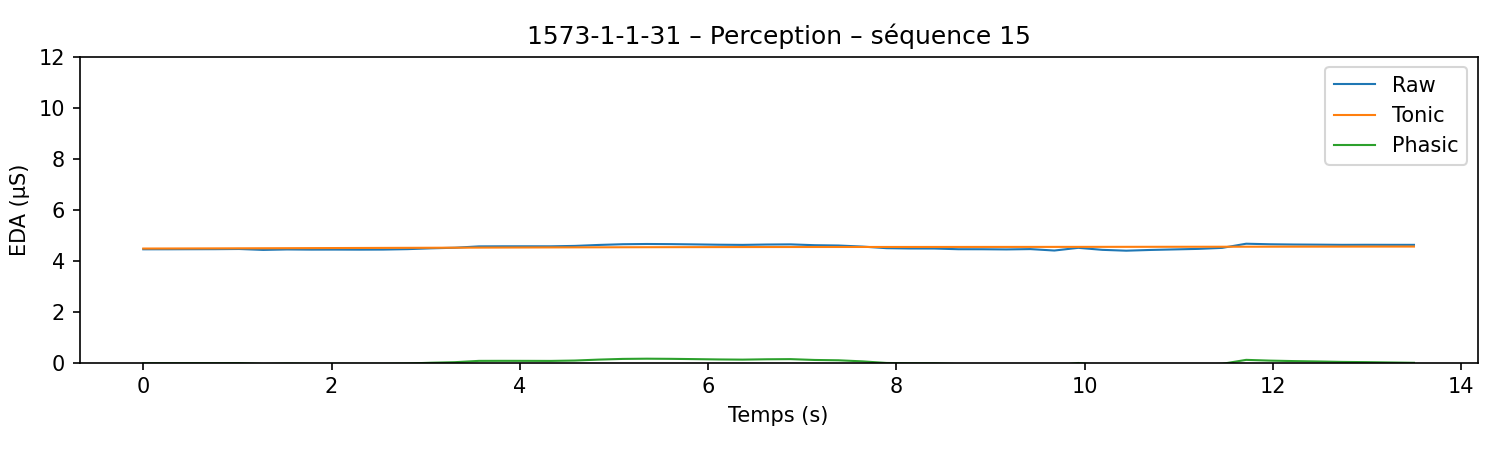 1573-1-1-31 – Perception – séquence 15
EDA (µS)
12
10
8
6
4
2
0
Raw
Tonic
Phasic
0 2 4 6 8 10 12 14
Temps (s)